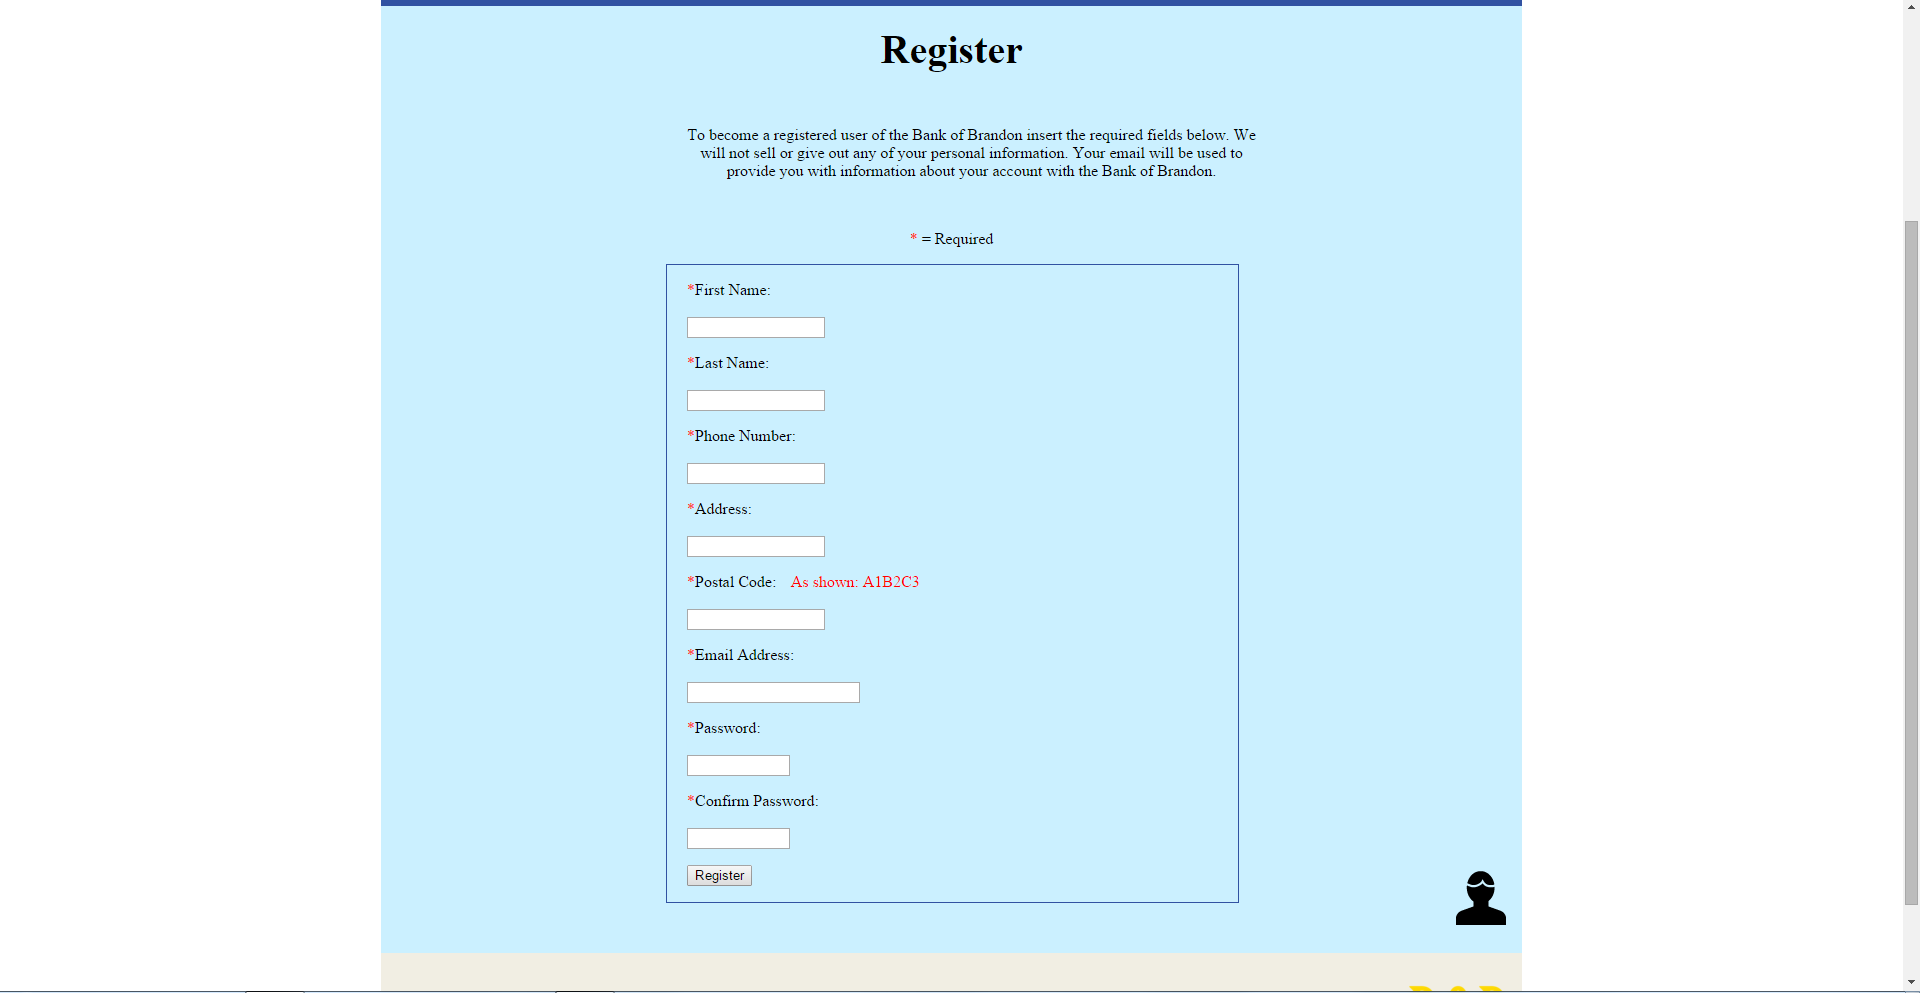 Register
To become a registered user of the Bank of Brandon insert the required fields below. We
will not sell or give out any of your personal information. Your email will be used to
provide you with information about your account with the Bank of Brandon.
* = Required
*First Name:
*Last Name:
*Phone Number:
*Address:
*Postal Code: As shown: A1B2C3
*Email Address:
*Password:
*Confirm Password:
Register